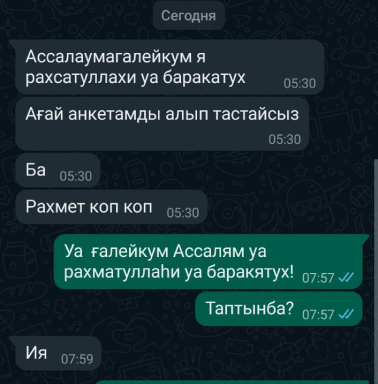 Сегодня
Ассалаумагалейкум я
рахсатуллахи уа баракатух 05:30
Ағай анкетамды алып тастайсыз
05:30
Ба 05:30
Рахмет коп коп 05:30
Уа ғалейкум Ассалям уа
рахматуллаһи уа баракятух! 07:57
Таптынба? 07:57
Ия 07:59